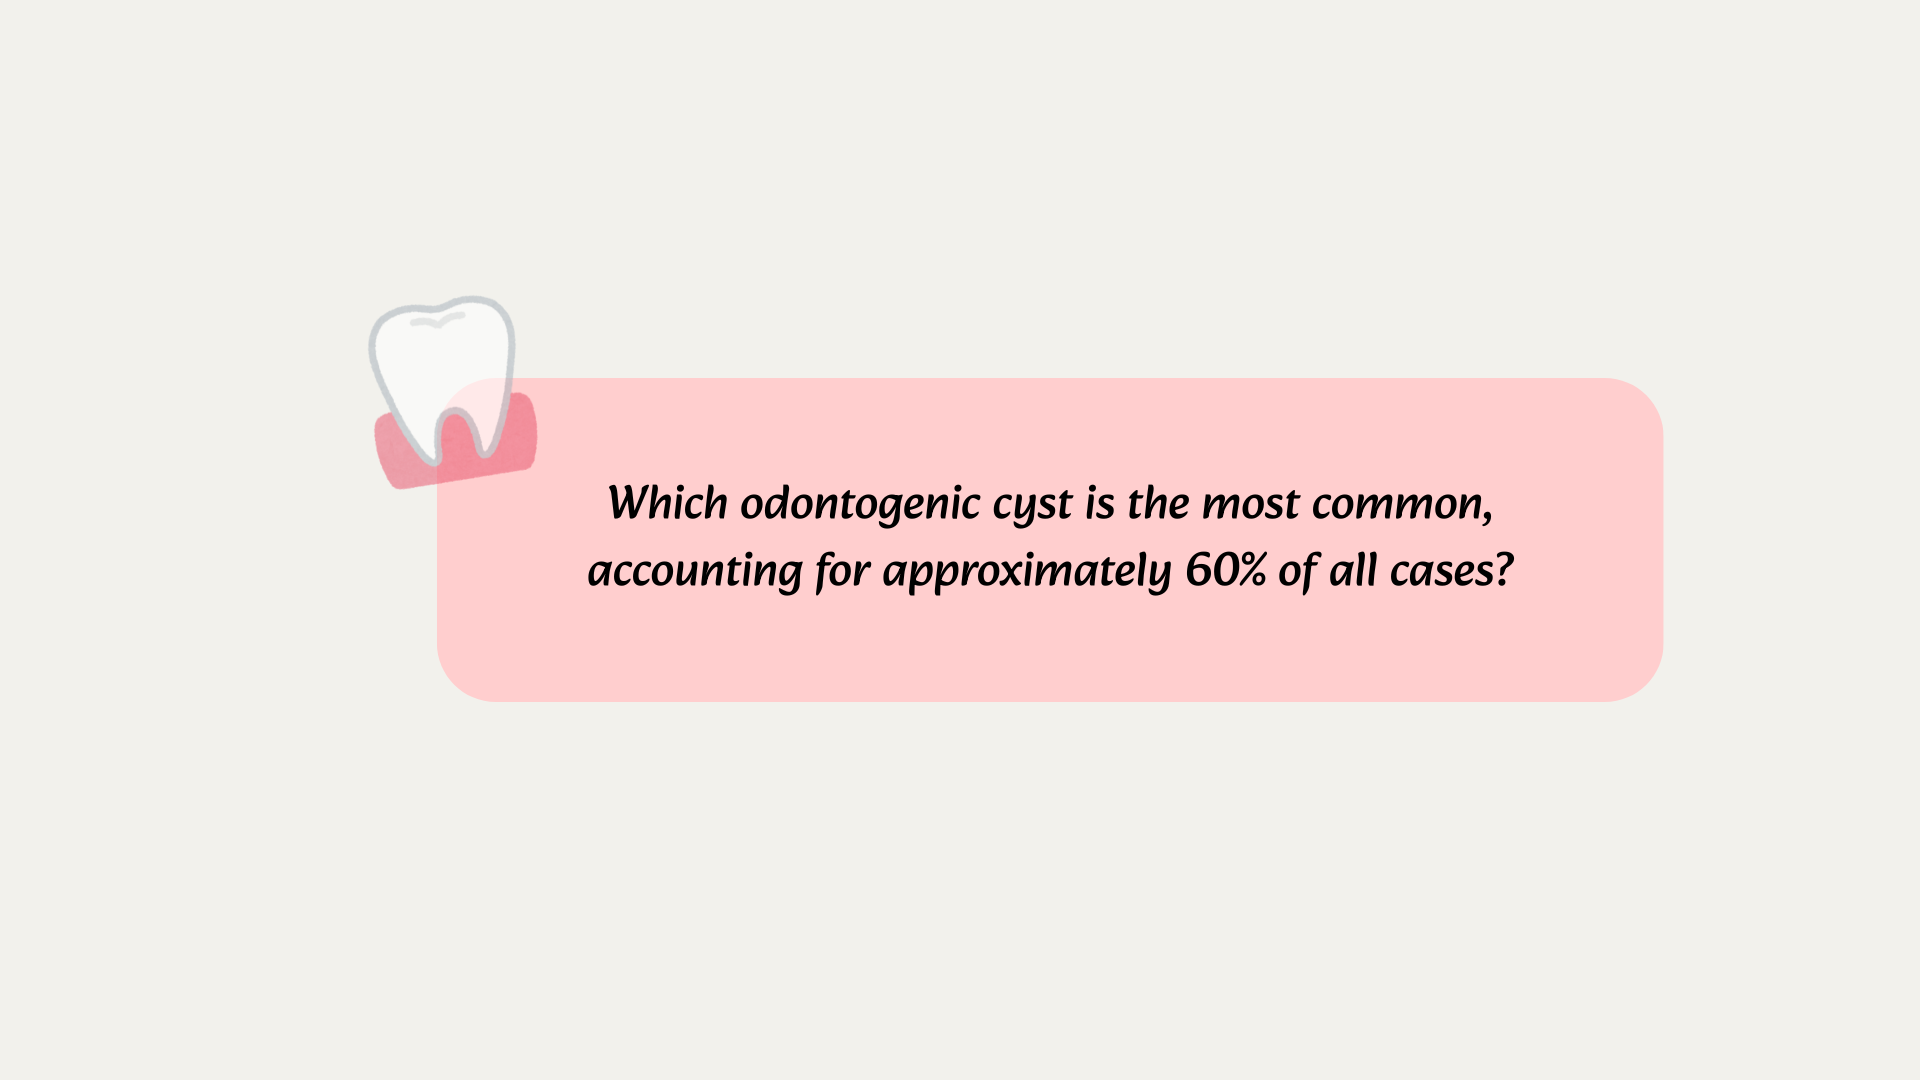 Which odontogenic cyst is the most common,
accounting for approximately 60% of all cases?